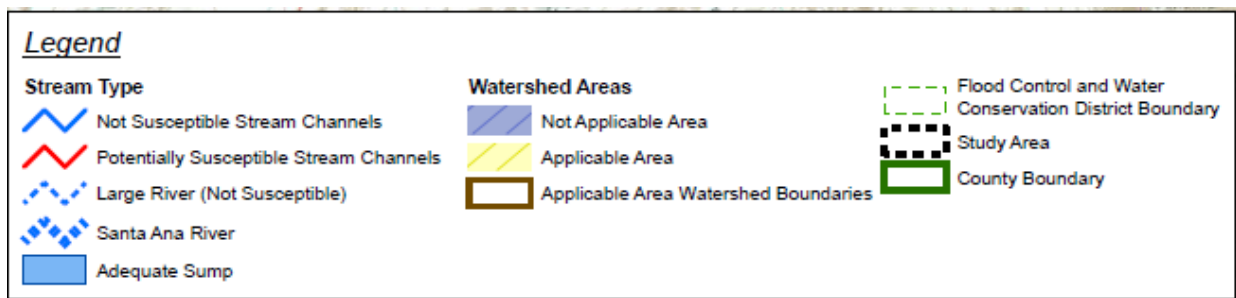 Legend
Stream Type
Not Susceptible Stream Channels
Potentially Susceptible Stream Channels
Large River (Not Susceptible)
Santa Ana River
Adequate Sump
Watershed Areas
Not Applicable Area
Applicable Area
Applicable Area Watershed Boundaries
Flood Control and Water
Conservation District Boundary
Study Area
County Boundary